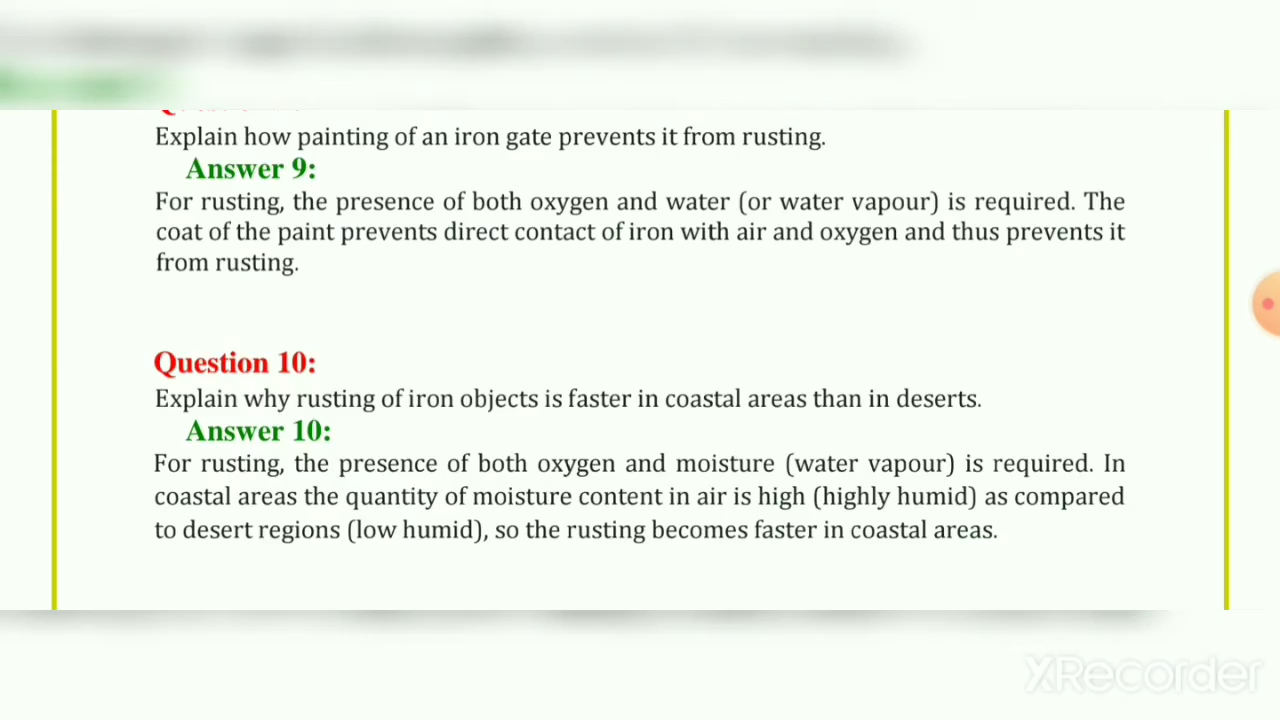 Explain how painting of an iron gate prevents it from rusting.
Answer 9:
For rusting, the presence of both oxygen and water (or water vapour) is required. The
coat of the paint prevents direct contact of iron with air and oxygen and thus prevents it
from rusting.
Question 10:
Explain why rusting of iron objects is faster in coastal areas than in deserts.
Answer 10:
For rusting, the presence of both oxygen and moisture (water vapour) is required. In
coastal areas the quantity of moisture content in air is high (highly humid) as compared
to desert regions (low humid), so the rusting becomes faster in coastal areas.
XRecorder